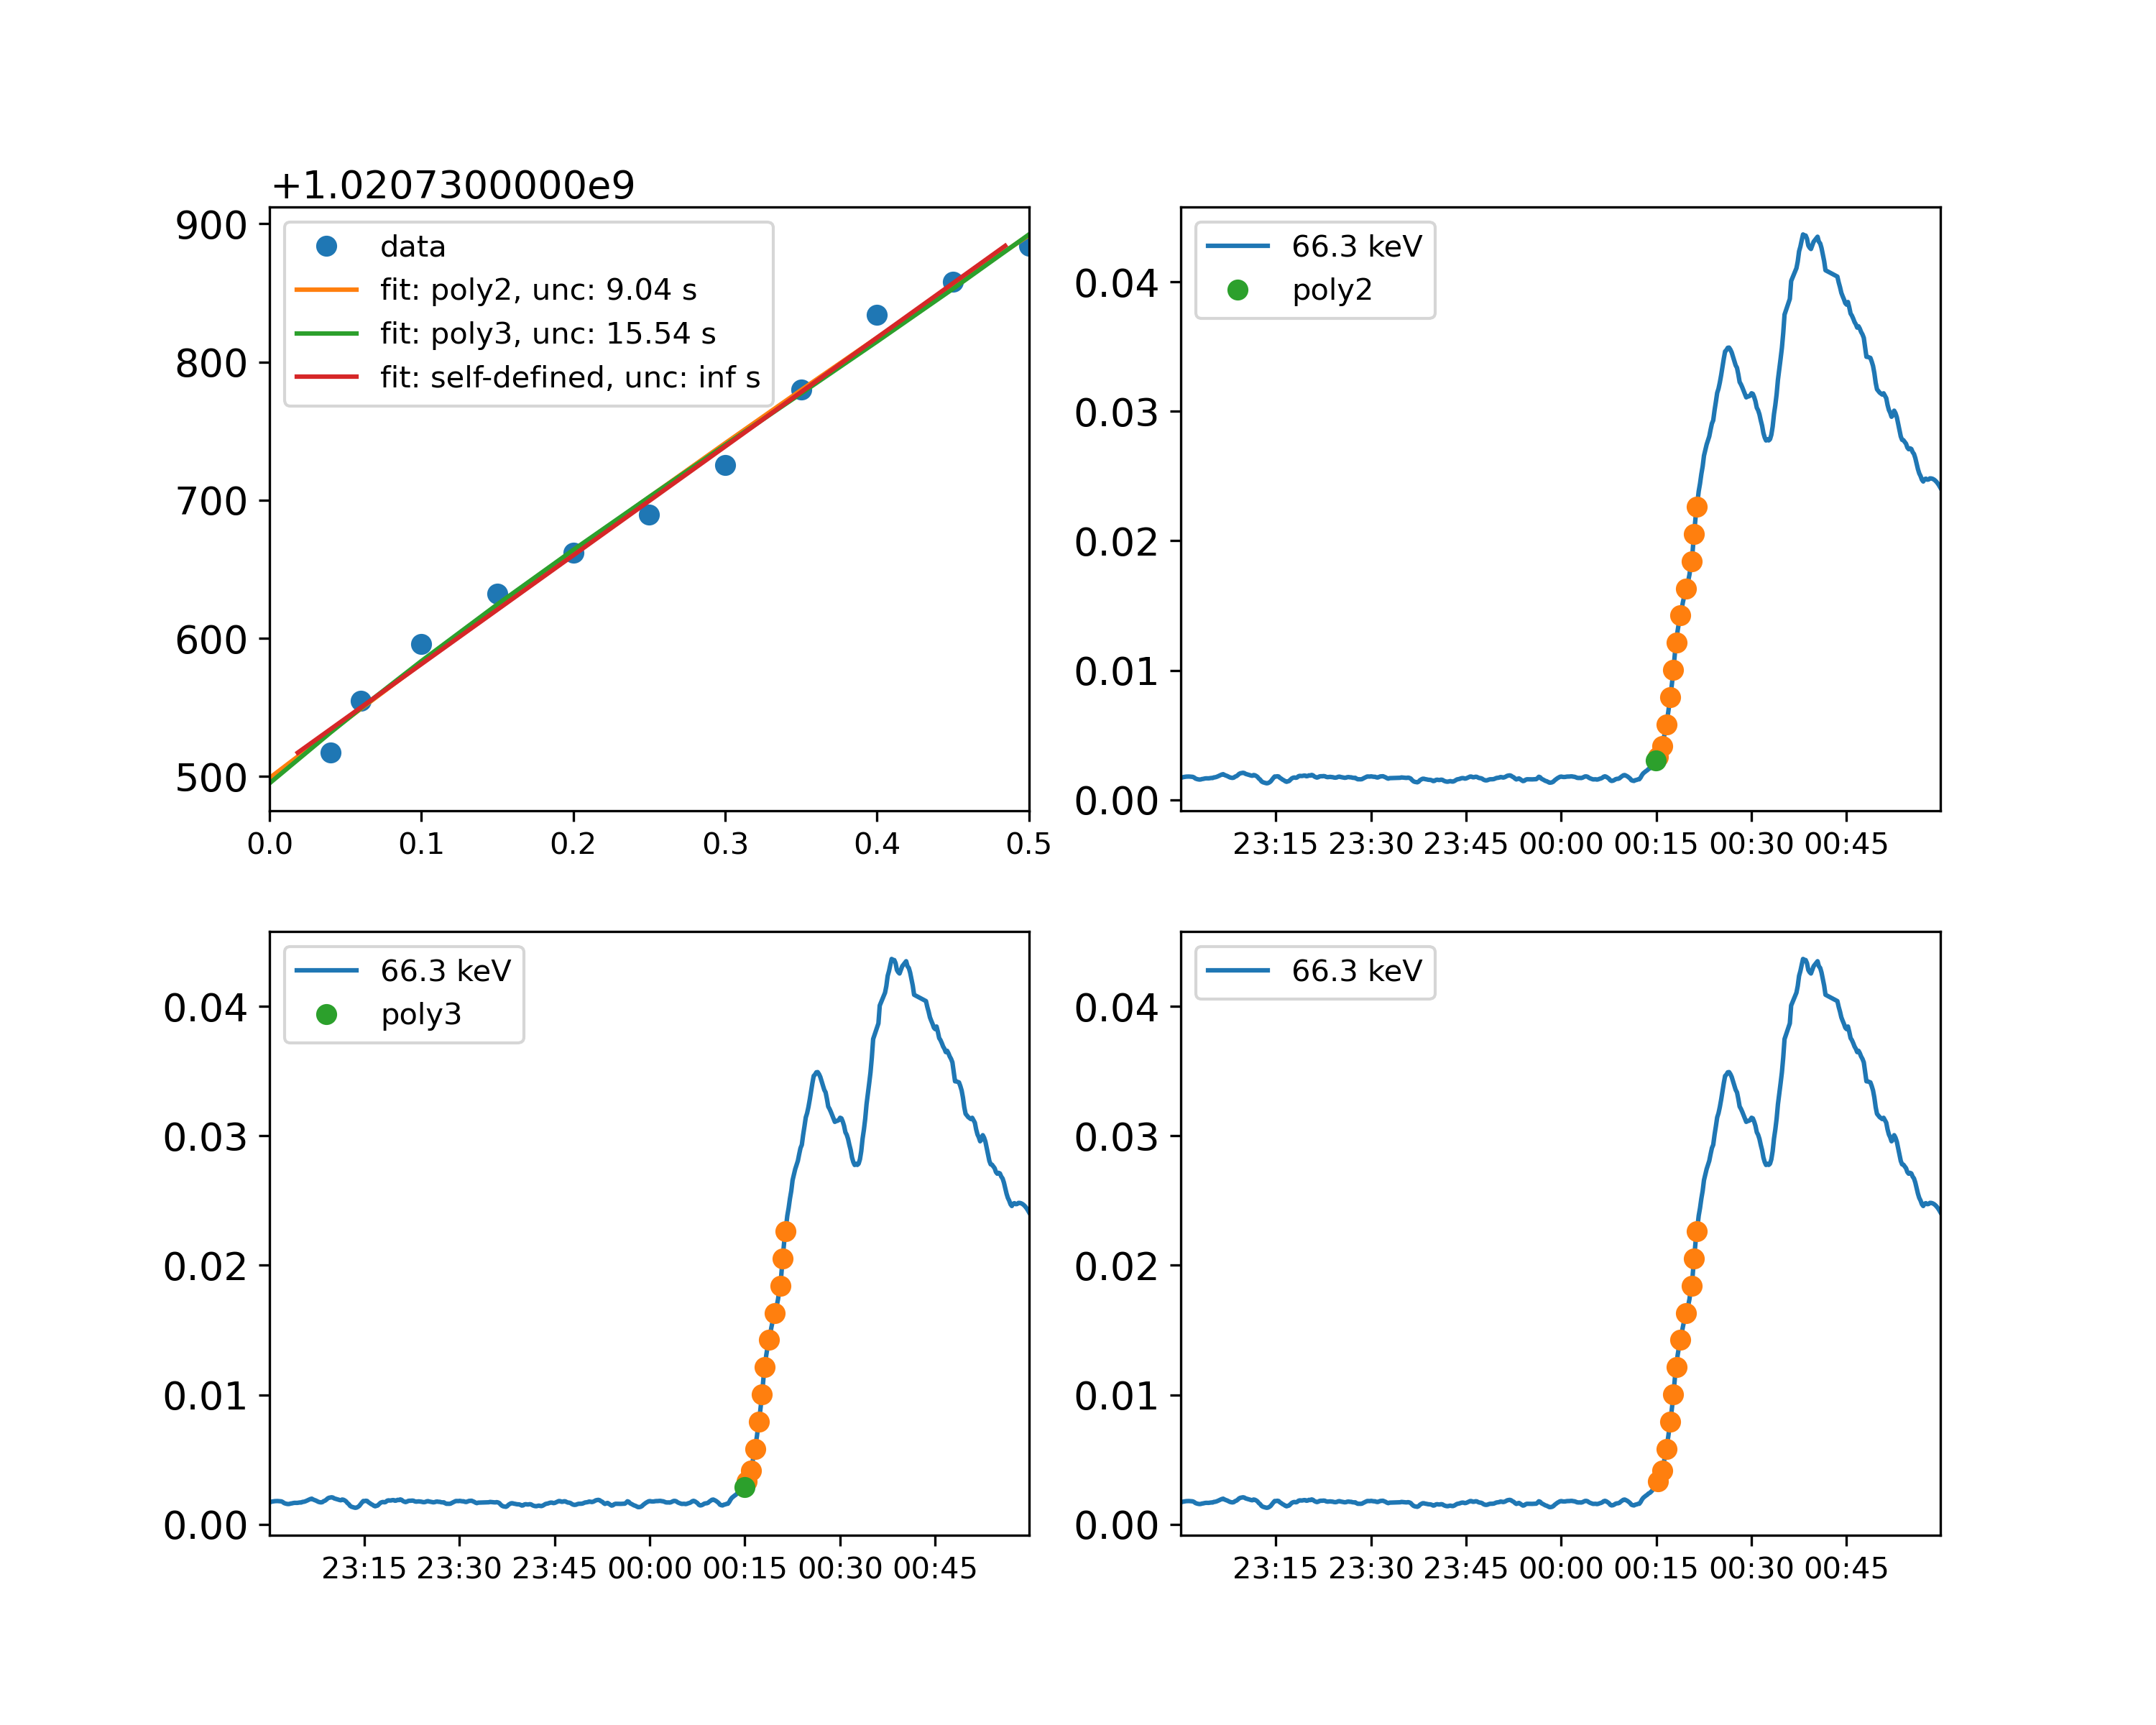 +1.0207300000e9
900
800
700
600
500
data
fit: poly2, unc: 9.04 s
fit: poly3, unc: 15.54 s
fit: self-defined, unc: inf s
0.0 0.1 0.2 0.3 0.4 0.5
0.04
0.03
0.02
0.01
0.00
66.3 keV
poly2
23:15 23:30 23:45 00:00 00:15 00:30 00:45
0.04
0.03
0.02
0.01
0.00
66.3 keV
poly3
23:15 23:30 23:45 00:00 00:15 00:30 00:45
0.04
0.03
0.02
0.01
0.00
66.3 keV
23:15 23:30 23:45 00:00 00:15 00:30 00:45